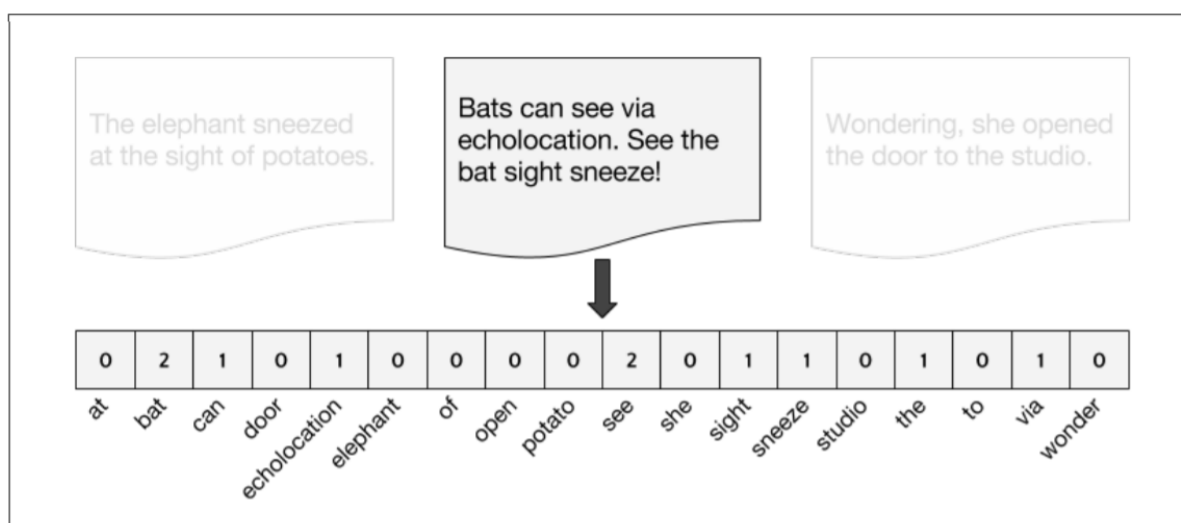 The elephant sneezed
at the sight of potatoes.
Bats can see via
echolocation. See the
bat sight sneeze!
Wondering, she opened
the door to the studio.
0 2 1 0 1 0 0 0 0 2 0 1 1 0 1 0 1 0
at bat can door echolocation elephant of open potato see she sight sneeze studio the to via wonder